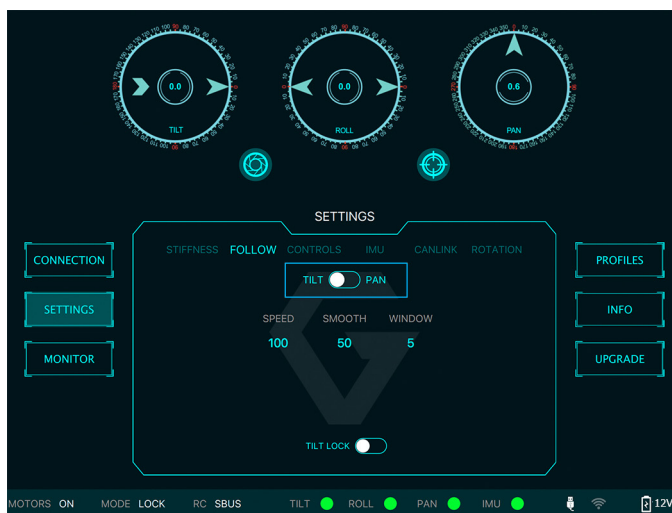 0.0
TILT
0.0
ROLL
0.6
PAN
SETTINGS
STIFFNESS FOLLOW CONTROLS IMU CANLINK ROTATION
TILT PAN
SPEED SMOOTH WINDOW
100 50 5
TILT LOCK
CONNECTION
SETTINGS
MONITOR
PROFILES
INFO
UPGRADE
MOTORS ON MODE LOCK RC SBUS TILT ROLL PAN IMU 12V